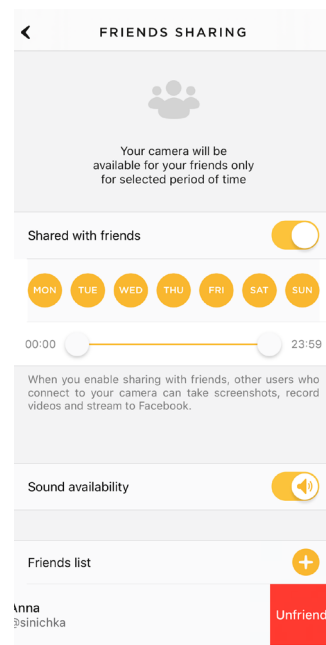 FRIENDS SHARING
Your camera will be
available for your friends only
for selected period of time
Shared with friends
MON TUE WED THU FRI SAT SUN
00:00 23:59
When you enable sharing with friends, other users who
connect to your camera can take screenshots, record
videos and stream to Facebook.
Sound availability
Friends list
Anna
@sinichka
Unfriend